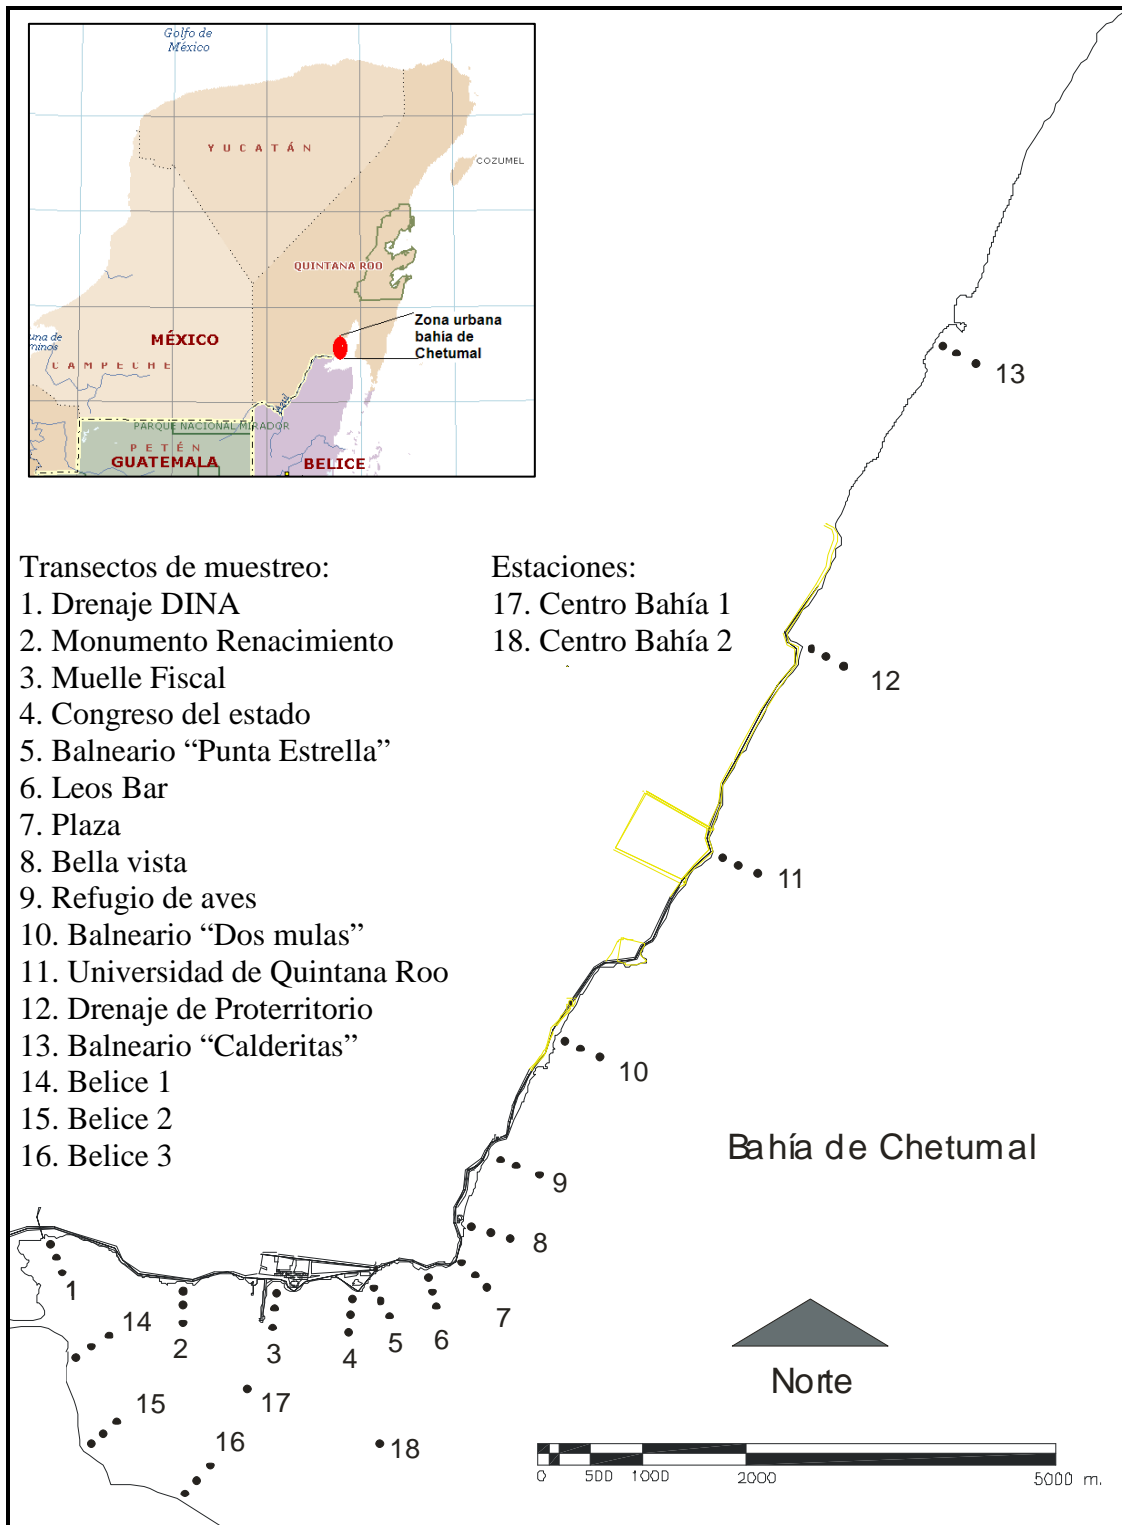 Golfo de
México
YUCATÁN
COZUMEL
QUINTANA ROO
Zona urbana
bahía de
Chetumal
MÉXICO
una de
minos
CAMPECHE
PARQUE NACIONAL MIRADOR
PETÉN
GUATEMALA
BELICE
Transectos de muestreo:
1. Drenaje DINA
2. Monumento Renacimiento
3. Muelle Fiscal
4. Congreso del estado
5. Balneario “Punta Estrella”
6. Leos Bar
7. Plaza
8. Bella vista
9. Refugio de aves
10. Balneario “Dos mulas”
11. Universidad de Quintana Roo
12. Drenaje de Proterritorio
13. Balneario “Calderitas”
14. Belice 1
15. Belice 2
16. Belice 3
Estaciones:
17. Centro Bahía 1
18. Centro Bahía 2
13
12
11
10
9
8
7
6
5
4
3
2
1
14
15
16
17
18
Bahía de Chetumal
Norte
0 500 1000 2000 5000 m.